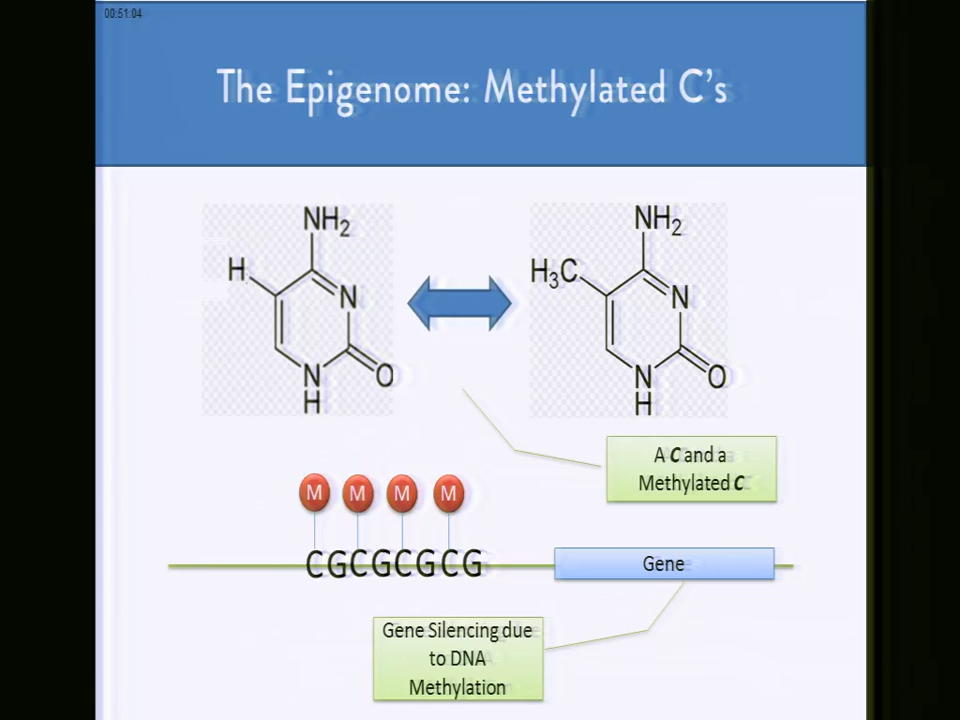 00:51:04
The Epigenome: Methylated C's
NH2
H
N
N
H
O
NH2
H3C
N
N
H
O
A C and a
Methylated C
M M M M
CGCGCGCG
Gene
Gene Silencing due
to DNA
Methylation